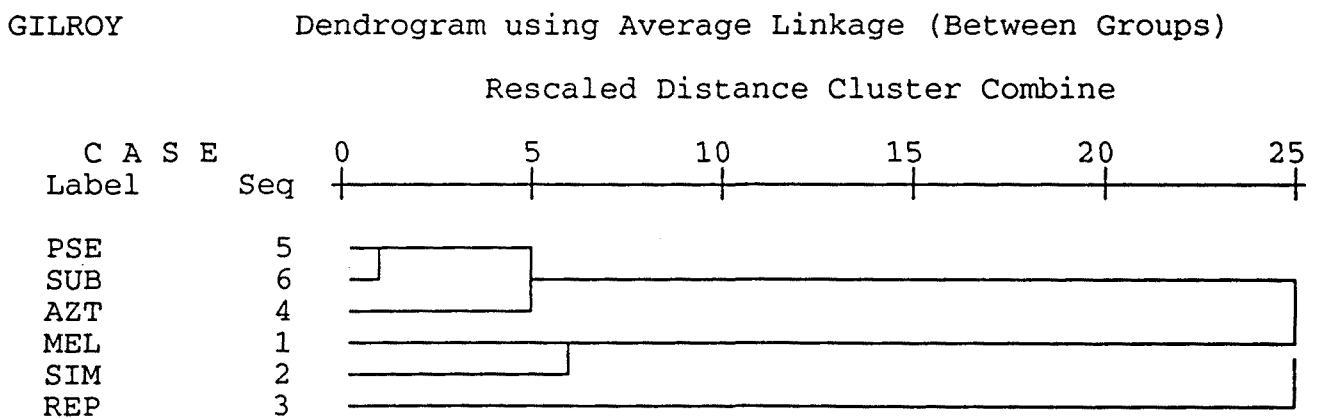 GILROY Dendrogram using Average Linkage (Between Groups)
Rescaled Distance Cluster Combine
C A S E 0 5 10 15 20 25
Label Seq
PSE 5
SUB 6
AZT 4
MEL 1
SIM 2
REP 3